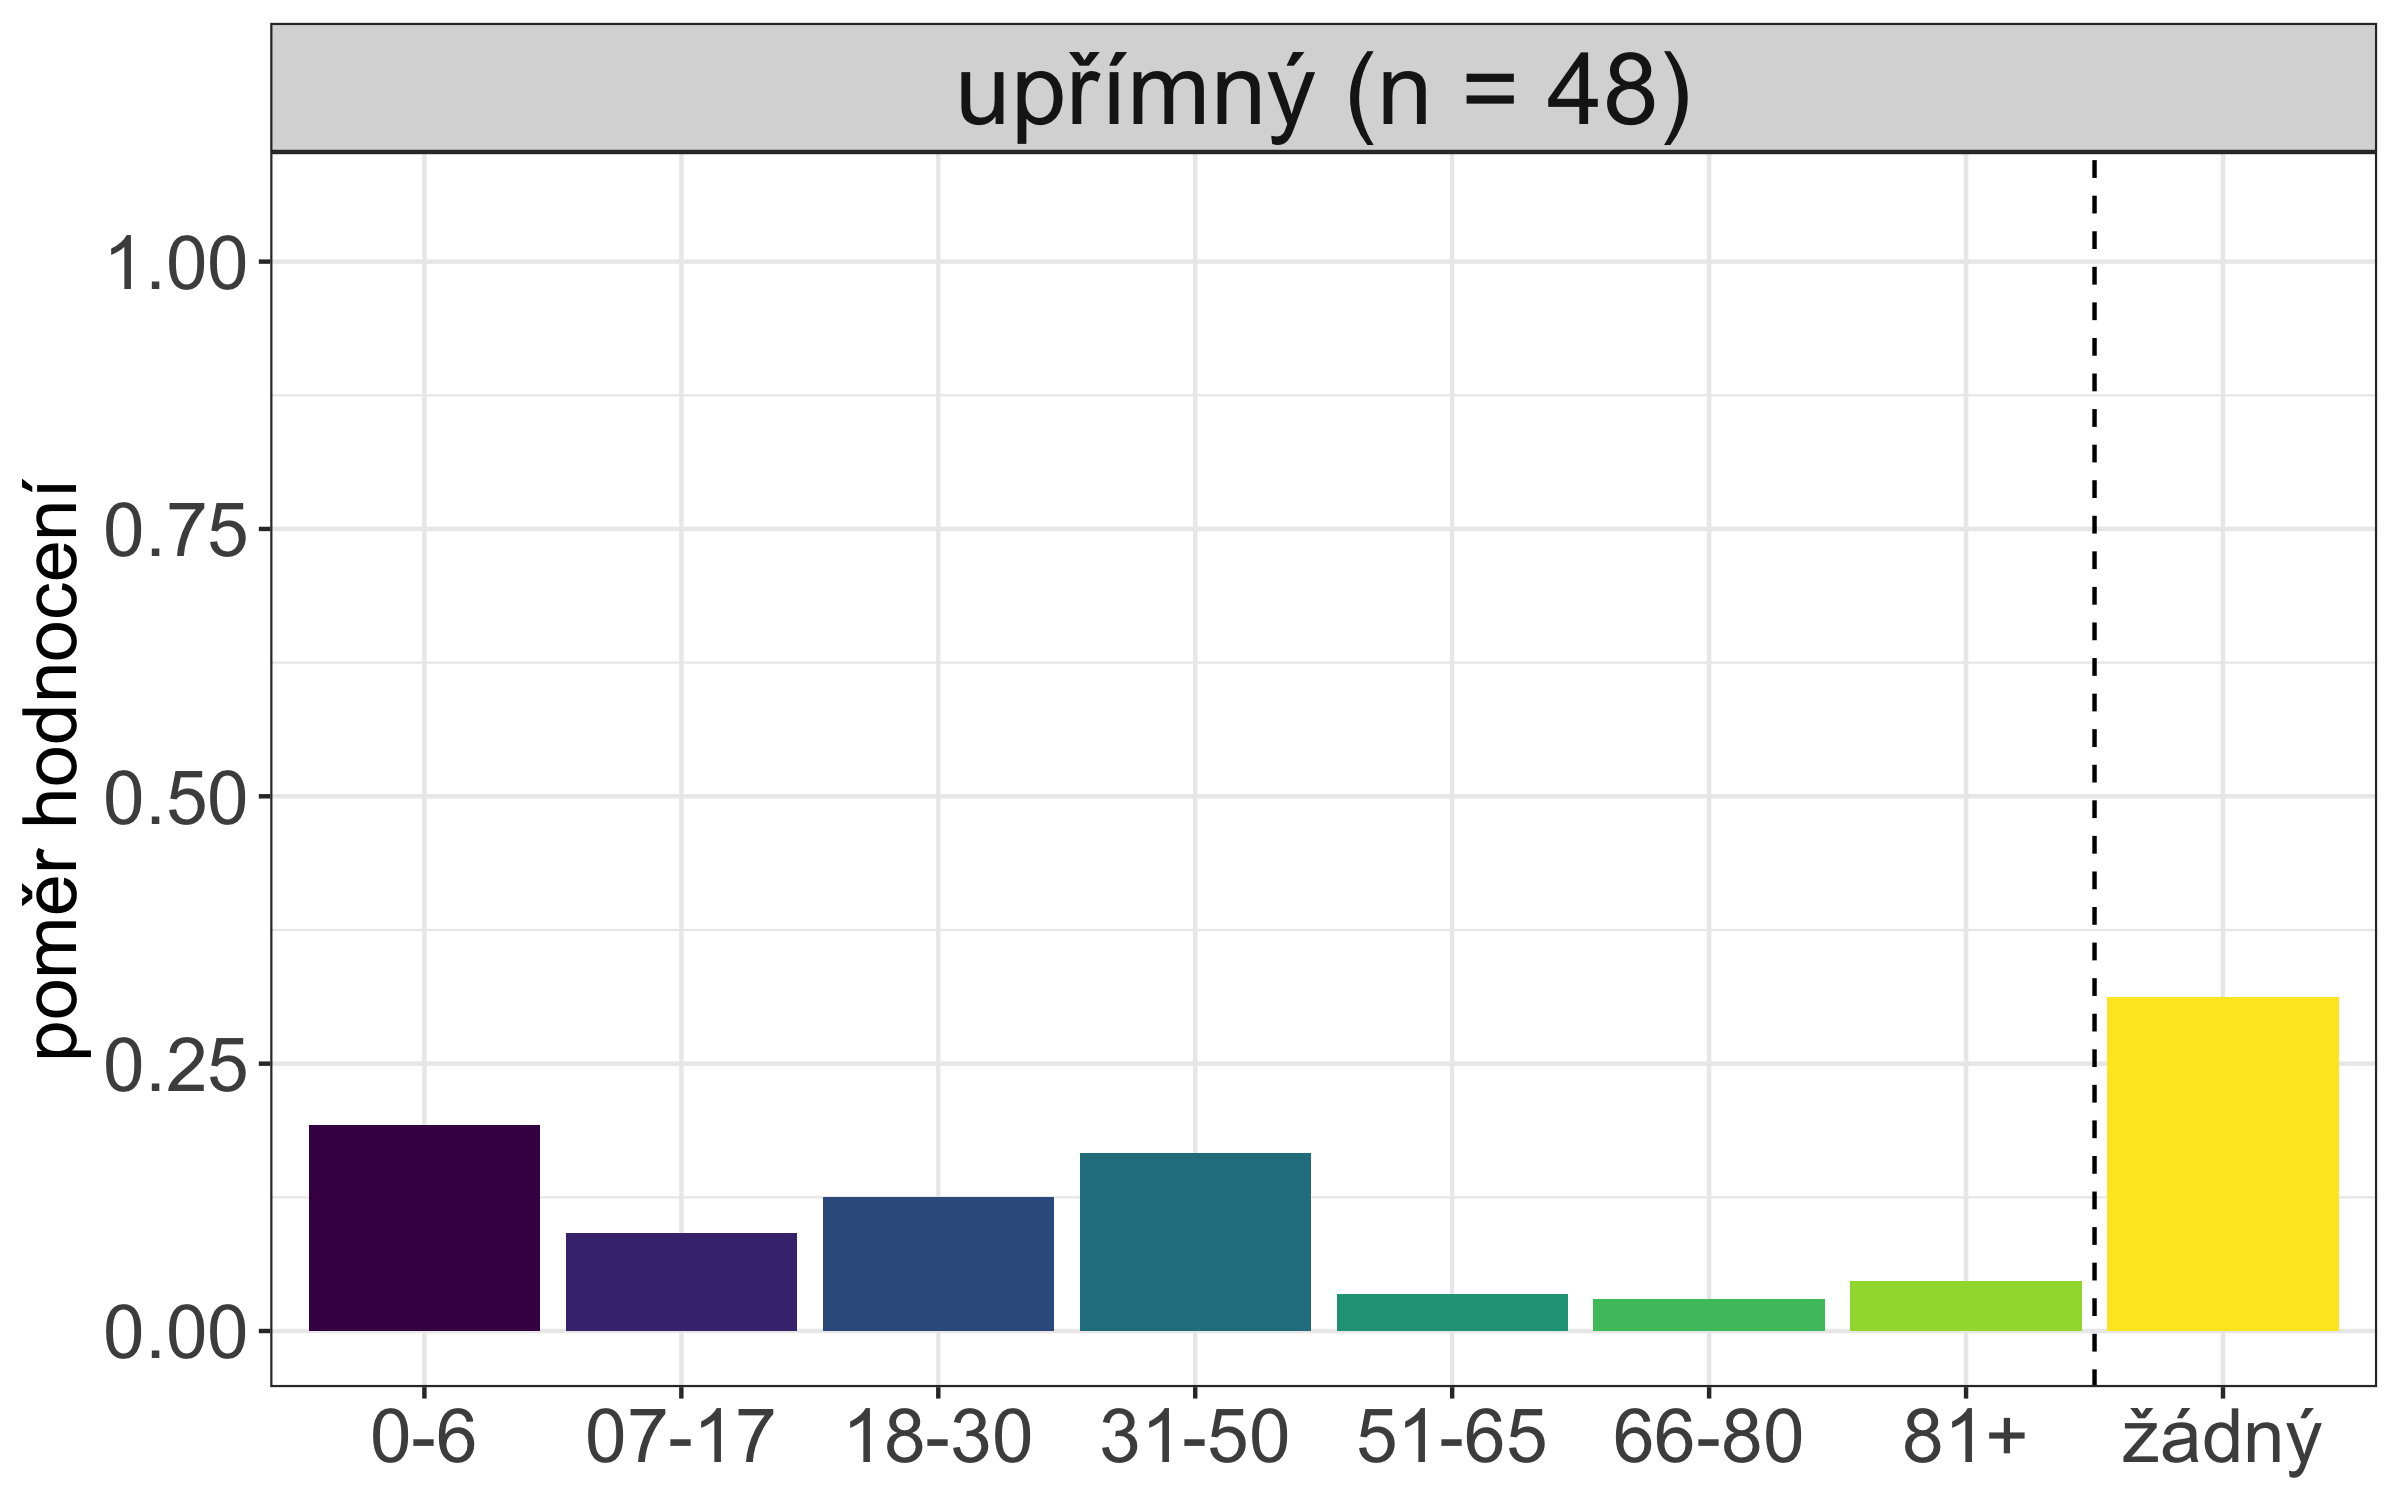 upřímný (n = 48)
poměr hodnocení
1.00
0.75
0.50
0.25
0.00
0-6 07-17 18-30 31-50 51-65 66-80 81+ žádný